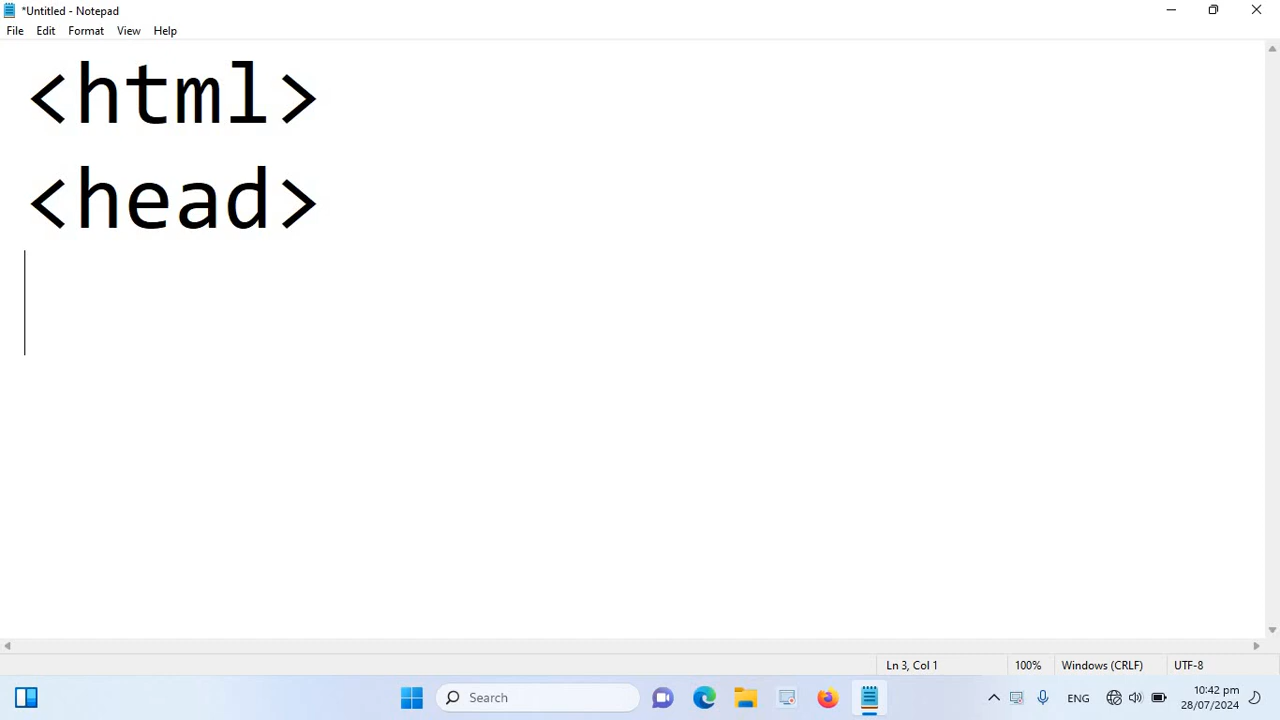 *Untitled - Notepad
File Edit Format View Help
<html>
<head>
Ln 3, Col 1 100% Windows (CRLF) UTF-8
Search ENG 10:42 pm
28/07/2024